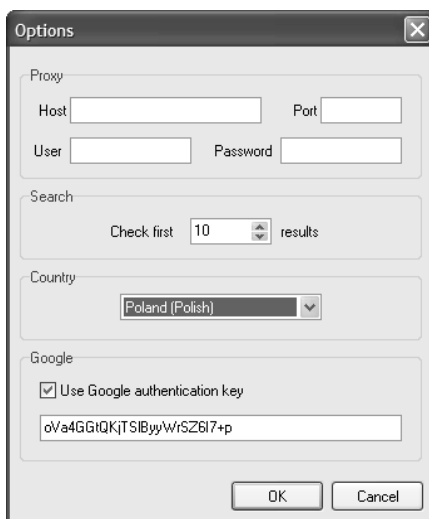 Options
Proxy
Host Port
User Password
Search
Check first 10 results
Country
Poland (Polish)
Google
Use Google authentication key
oVa4GGtQKjTSIByyWrSZ6I7+p
OK Cancel